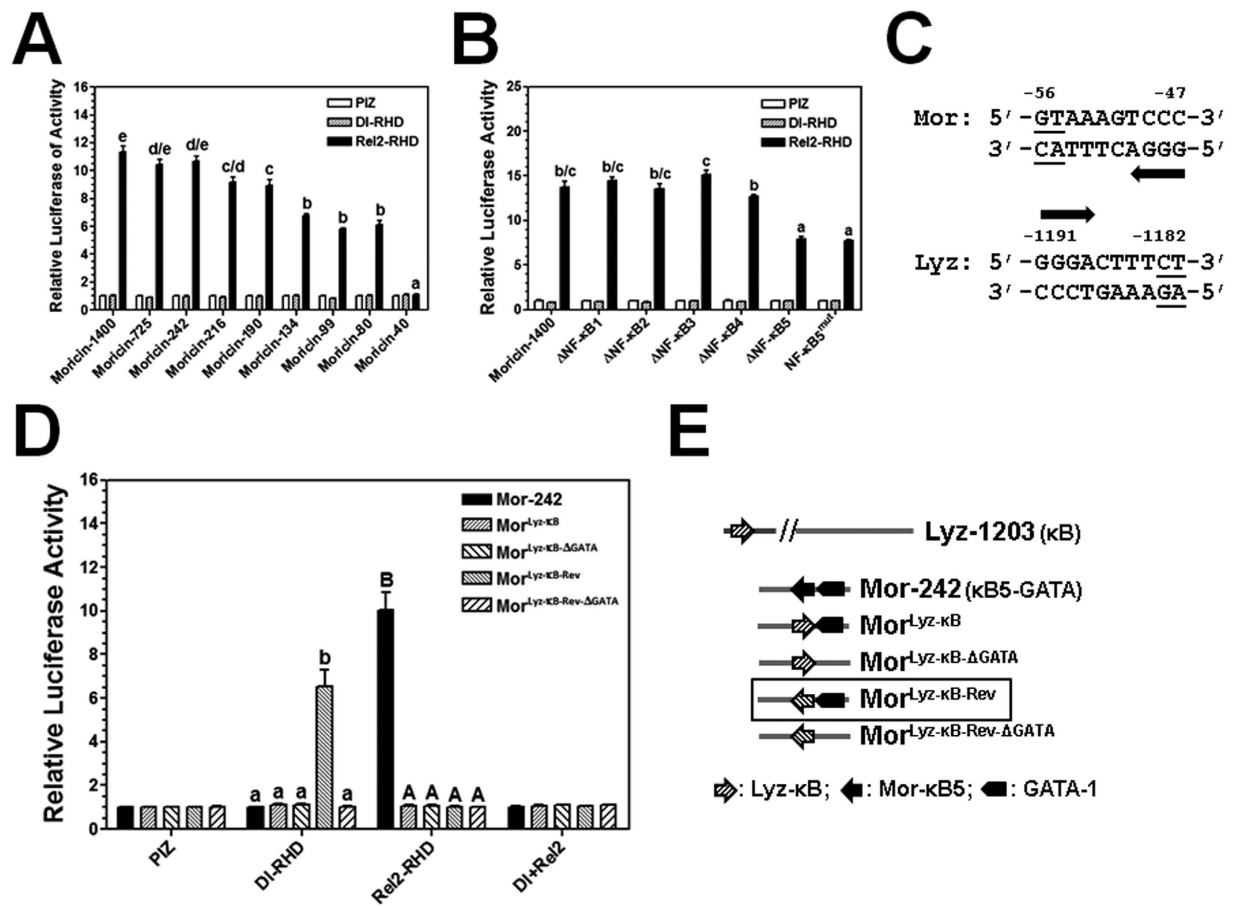 A
Relative Luciferase of Activity
16
14
12
10
8
6
4
2
0
PIZ
Dl-RHD
Rel2-RHD
e
d/e
d/e
c/d
c
b
b
b
a
Moricin-1400
Moricin-725
Moricin-242
Moricin-216
Moricin-190
Moricin-134
Moricin-99
Moricin-80
Moricin-40
B
Relative Luciferase Activity
25
20
15
10
5
0
PIZ
Dl-RHD
Rel2-RHD
b/c
b/c
b/c
c
b
a
a
Moricin-1400
ΔNF-κB1
ΔNF-κB2
ΔNF-κB3
ΔNF-κB4
ΔNF-κB5
NF-κB5mut
C
-56 -47
Mor: 5′-GTAAAGTCCC-3′
3′-CATTTCAGGG-5′
-1191 -1182
Lyz: 5′-GGGACTTTCT-3′
3′-CCCTGAAAGA-5′
D
Relative Luciferase Activity
16
14
12
10
8
6
4
2
0
Mor-242
MorLyz-κB
MorLyz-κB-ΔGATA
MorLyz-κB-Rev
MorLyz-κB-Rev-ΔGATA
a a a b a
B A A A A
PIZ
Dl-RHD
Rel2-RHD
Dl+Rel2
E
// Lyz-1203 (κB)
Mor-242 (κB5-GATA)
MorLyz-κB
MorLyz-κB-ΔGATA
MorLyz-κB-Rev
MorLyz-κB-Rev-ΔGATA
: Lyz-κB; : Mor-κB5; : GATA-1